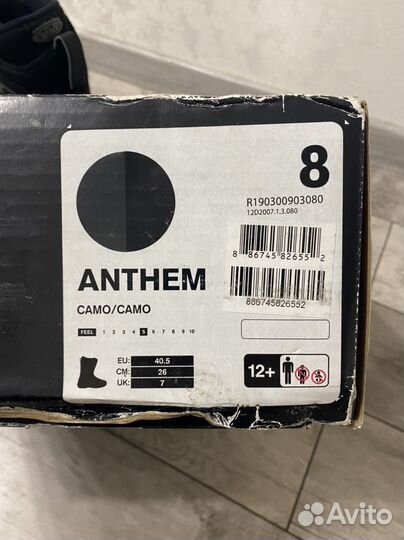 8
R190300903080
12D2007.1.3.080
8 86745 82655 2
886745826552
ANTHEM
CAMO/CAMO
FEEL 1 2 3 4 5 6 7 8 9 10
EU: 40.5
CM: 26
UK: 7
12+
Avito